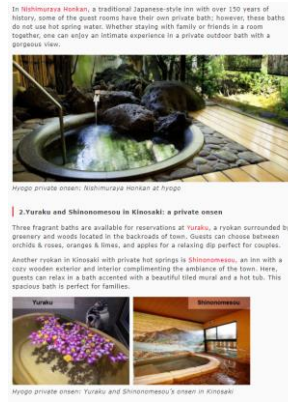 In Nishimuraya Honkan, a traditional Japanese-style inn with over 150 years of
history, some of the guest rooms have their own private bath; however, these baths
do not use hot spring water. Whether staying with family or friends in a room
together, one can enjoy an intimate experience in a private outdoor bath with a
gorgeous view.
Hyogo private onsen: Nishimuraya Honkan at hyogo
2.Yuraku and Shinonomesou in Kinosaki: a private onsen
Three fragrant baths are available for reservations at Yuraku, a ryokan surrounded by
greenery and woods located in the backroads of town. Guests can choose between
orchids & roses, oranges & limes, and apples for a relaxing dip perfect for couples.
Another ryokan in Kinosaki with private hot springs is Shinonomesou, an inn with a
cozy wooden exterior and interior complimenting the ambiance of the town. Here,
guests can relax in a bath accented with a beautiful tiled mural and a hot tub. This
spacious bath is perfect for families.
Yuraku
Shinonomesou
Hyogo private onsen: Yuraku and Shinonomesou's onsen in Kinosaki